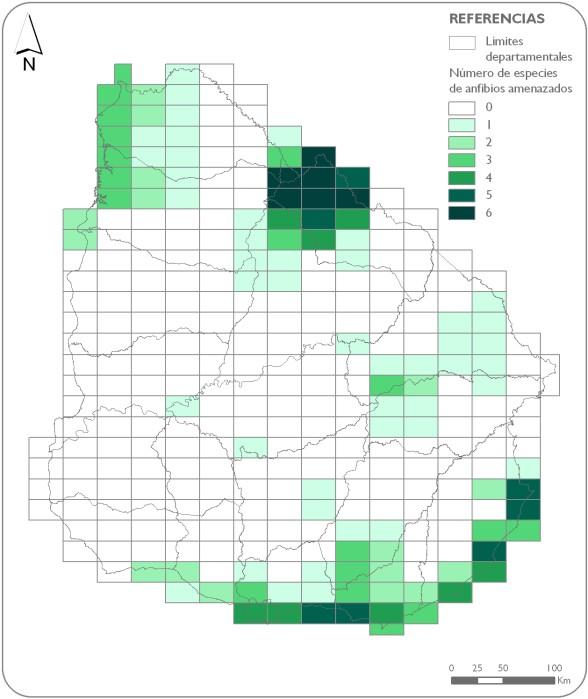 N
REFERENCIAS
Limites
departamentales
Número de especies
de anfibios amenazados
0
1
2
3
4
5
6
0 25 50 100
Km